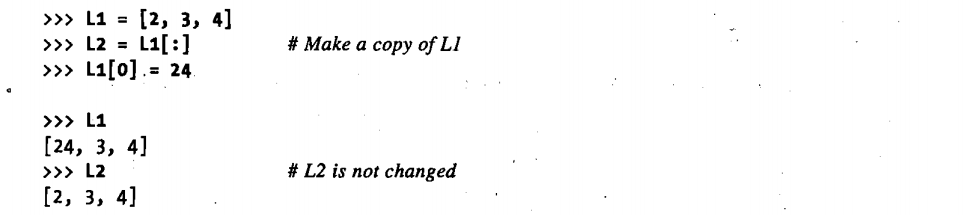 >>> L1 = [2, 3, 4]
>>> L2 = L1[:] # Make a copy of L1
>>> L1[0] = 24
>>> L1
[24, 3, 4]
>>> L2 # L2 is not changed
[2, 3, 4]